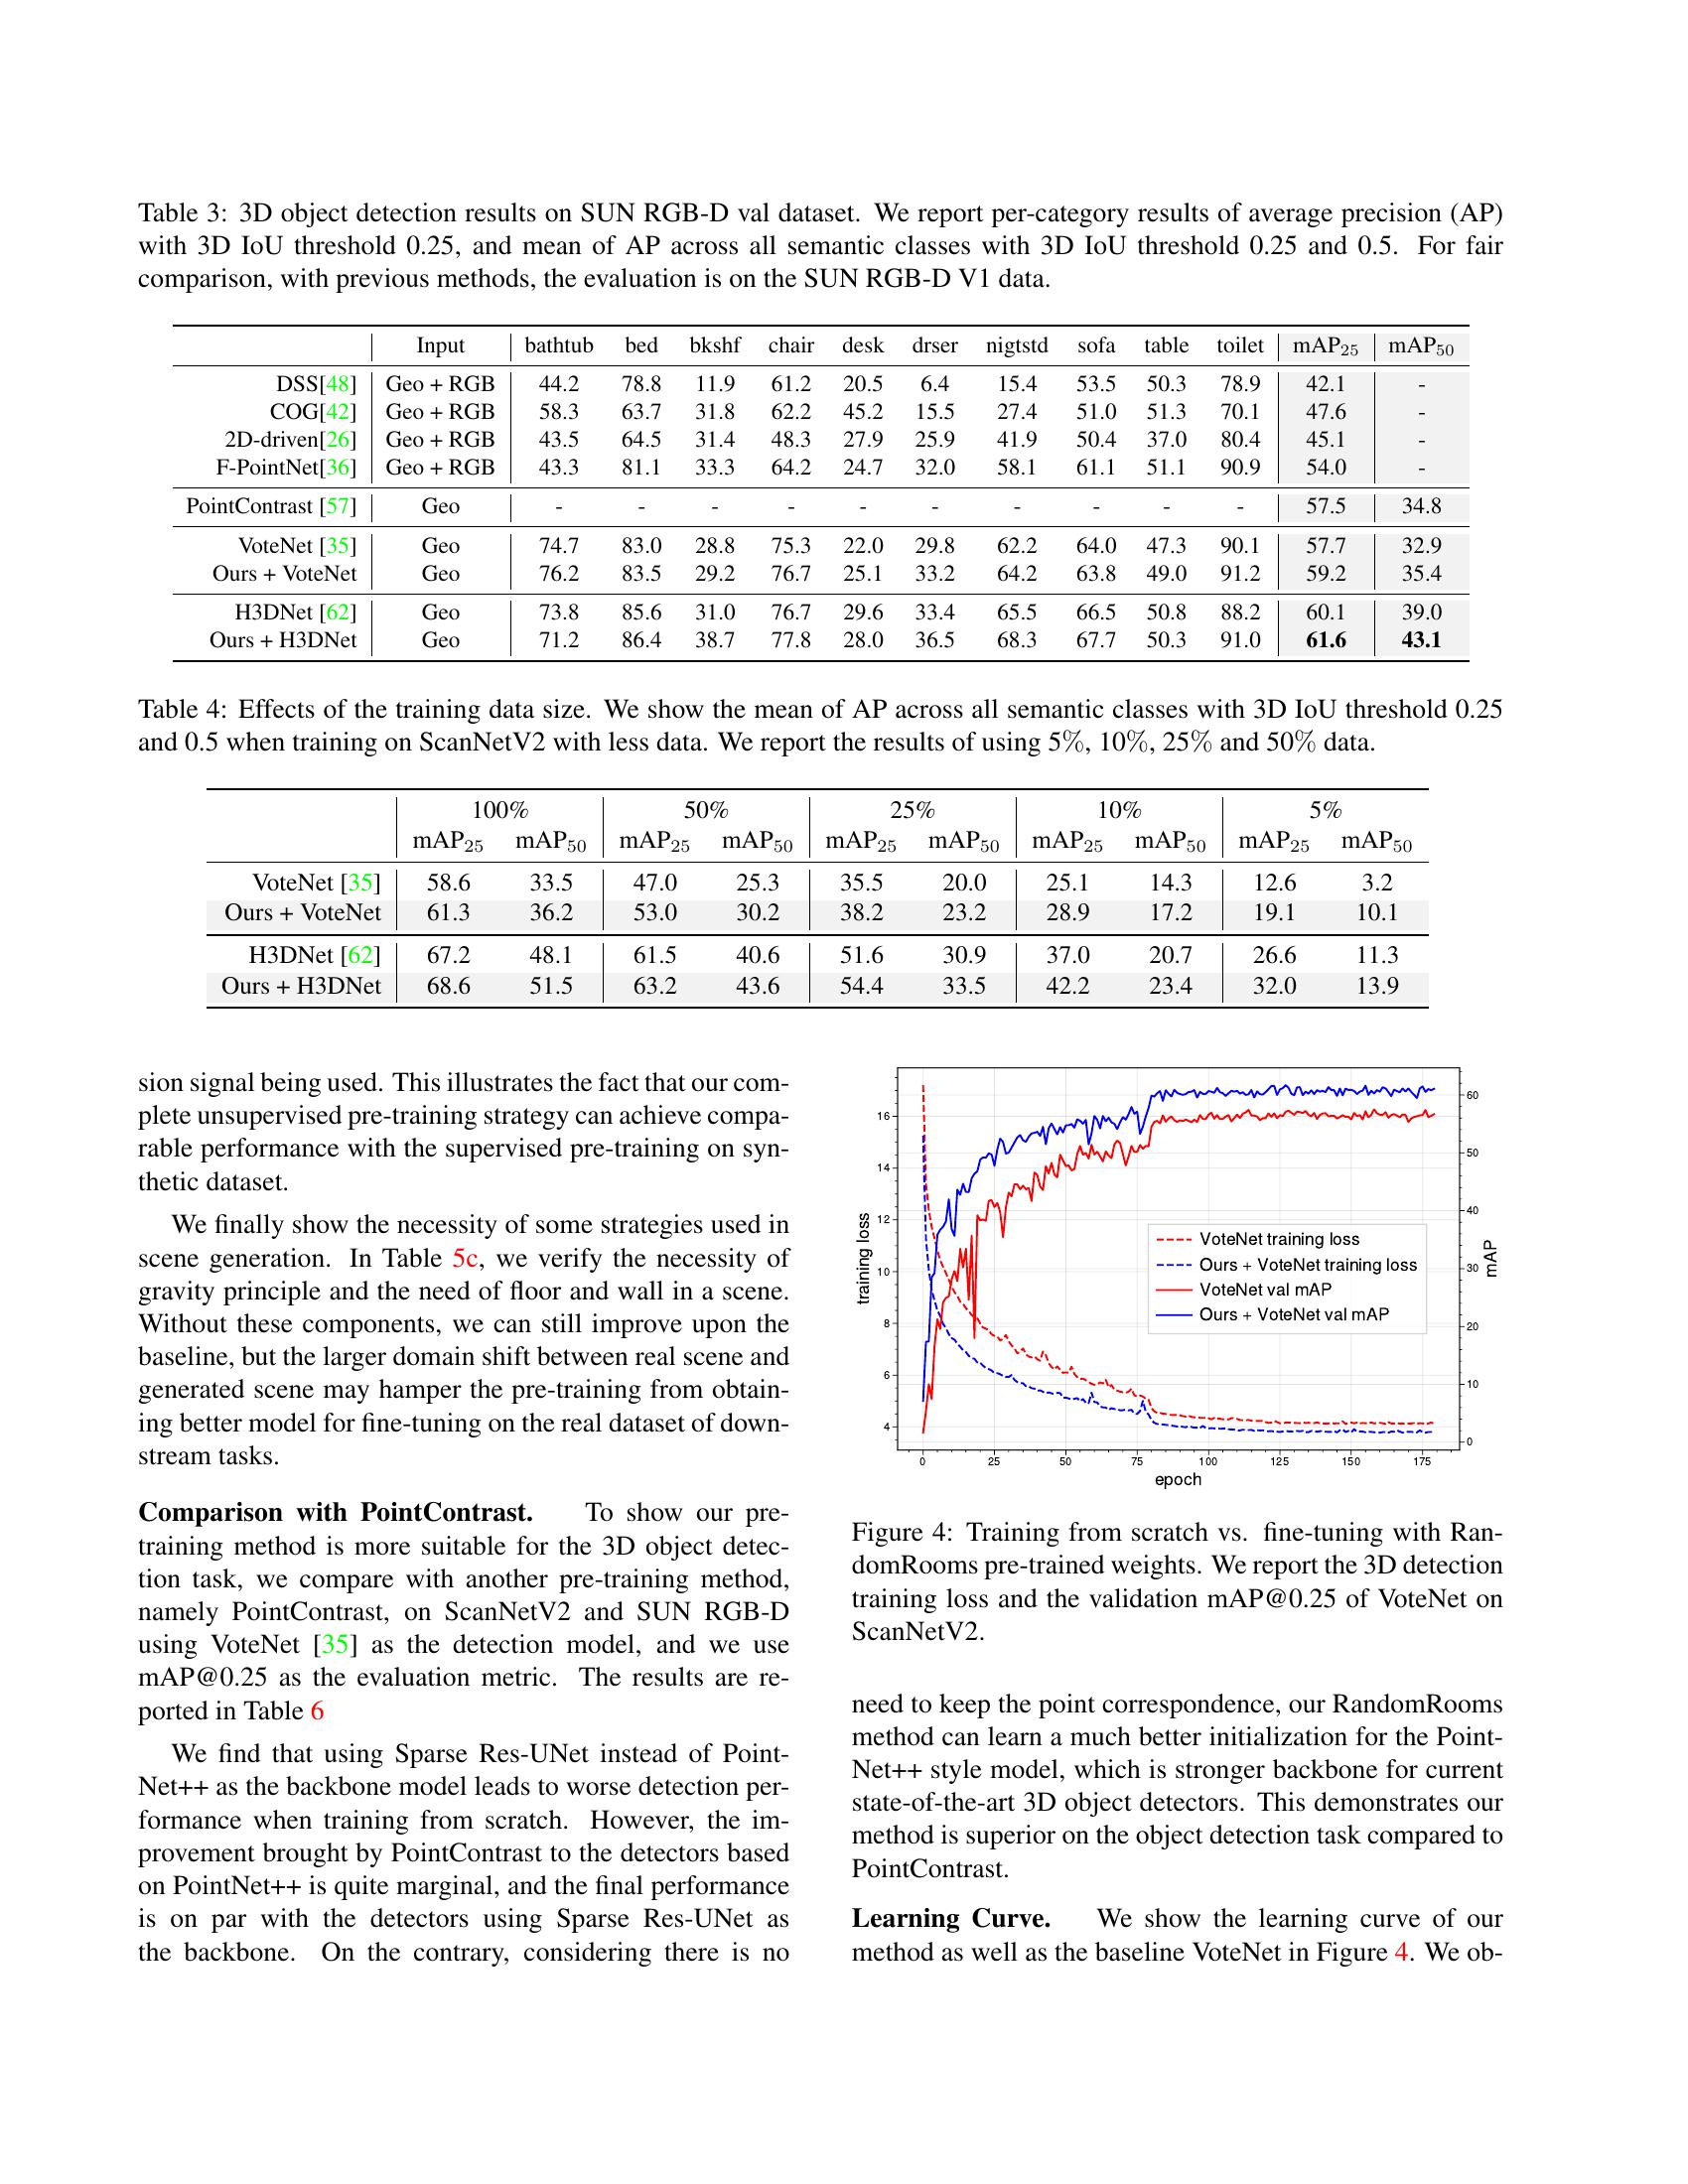 Table 3: 3D object detection results on SUN RGB-D val dataset. We report per-category results of average precision (AP)
with 3D IoU threshold 0.25, and mean of AP across all semantic classes with 3D IoU threshold 0.25 and 0.5. For fair
comparison, with previous methods, the evaluation is on the SUN RGB-D V1 data.
Input bathtub bed bkshf chair desk drser nigtstd sofa table toilet mAP25 mAP50
DSS[48] Geo + RGB 44.2 78.8 11.9 61.2 20.5 6.4 15.4 53.5 50.3 78.9 42.1 -
COG[42] Geo + RGB 58.3 63.7 31.8 62.2 45.2 15.5 27.4 51.0 51.3 70.1 47.6 -
2D-driven[26] Geo + RGB 43.5 64.5 31.4 48.3 27.9 25.9 41.9 50.4 37.0 80.4 45.1 -
F-PointNet[36] Geo + RGB 43.3 81.1 33.3 64.2 24.7 32.0 58.1 61.1 51.1 90.9 54.0 -
PointContrast [57] Geo - - - - - - - - - - 57.5 34.8
VoteNet [35] Geo 74.7 83.0 28.8 75.3 22.0 29.8 62.2 64.0 47.3 90.1 57.7 32.9
Ours + VoteNet Geo 76.2 83.5 29.2 76.7 25.1 33.2 64.2 63.8 49.0 91.2 59.2 35.4
H3DNet [62] Geo 73.8 85.6 31.0 76.7 29.6 33.4 65.5 66.5 50.8 88.2 60.1 39.0
Ours + H3DNet Geo 71.2 86.4 38.7 77.8 28.0 36.5 68.3 67.7 50.3 91.0 61.6 43.1
Table 4: Effects of the training data size. We show the mean of AP across all semantic classes with 3D IoU threshold 0.25
and 0.5 when training on ScanNetV2 with less data. We report the results of using 5%, 10%, 25% and 50% data.
100% 50% 25% 10% 5%
mAP25 mAP50 mAP25 mAP50 mAP25 mAP50 mAP25 mAP50 mAP25 mAP50
VoteNet [35] 58.6 33.5 47.0 25.3 35.5 20.0 25.1 14.3 12.6 3.2
Ours + VoteNet 61.3 36.2 53.0 30.2 38.2 23.2 28.9 17.2 19.1 10.1
H3DNet [62] 67.2 48.1 61.5 40.6 51.6 30.9 37.0 20.7 26.6 11.3
Ours + H3DNet 68.6 51.5 63.2 43.6 54.4 33.5 42.2 23.4 32.0 13.9
sion signal being used. This illustrates the fact that our com-
plete unsupervised pre-training strategy can achieve compa-
rable performance with the supervised pre-training on syn-
thetic dataset.
We finally show the necessity of some strategies used in
scene generation. In Table 5c, we verify the necessity of
gravity principle and the need of floor and wall in a scene.
Without these components, we can still improve upon the
baseline, but the larger domain shift between real scene and
generated scene may hamper the pre-training from obtain-
ing better model for fine-tuning on the real dataset of down-
stream tasks.
Comparison with PointContrast. To show our pre-
training method is more suitable for the 3D object detec-
tion task, we compare with another pre-training method,
namely PointContrast, on ScanNetV2 and SUN RGB-D
using VoteNet [35] as the detection model, and we use
mAP@0.25 as the evaluation metric. The results are re-
ported in Table 6
We find that using Sparse Res-UNet instead of Point-
Net++ as the backbone model leads to worse detection per-
formance when training from scratch. However, the im-
provement brought by PointContrast to the detectors based
on PointNet++ is quite marginal, and the final performance
is on par with the detectors using Sparse Res-UNet as
the backbone. On the contrary, considering there is no
training loss
16
14
12
10
8
6
4
60
50
40
30
20
10
0
mAP
VoteNet training loss
Ours + VoteNet training loss
VoteNet val mAP
Ours + VoteNet val mAP
0 25 50 75 100 125 150 175
epoch
Figure 4: Training from scratch vs. fine-tuning with Ran-
domRooms pre-trained weights. We report the 3D detection
training loss and the validation mAP@0.25 of VoteNet on
ScanNetV2.
need to keep the point correspondence, our RandomRooms
method can learn a much better initialization for the Point-
Net++ style model, which is stronger backbone for current
state-of-the-art 3D object detectors. This demonstrates our
method is superior on the object detection task compared to
PointContrast.
Learning Curve. We show the learning curve of our
method as well as the baseline VoteNet in Figure 4. We ob-